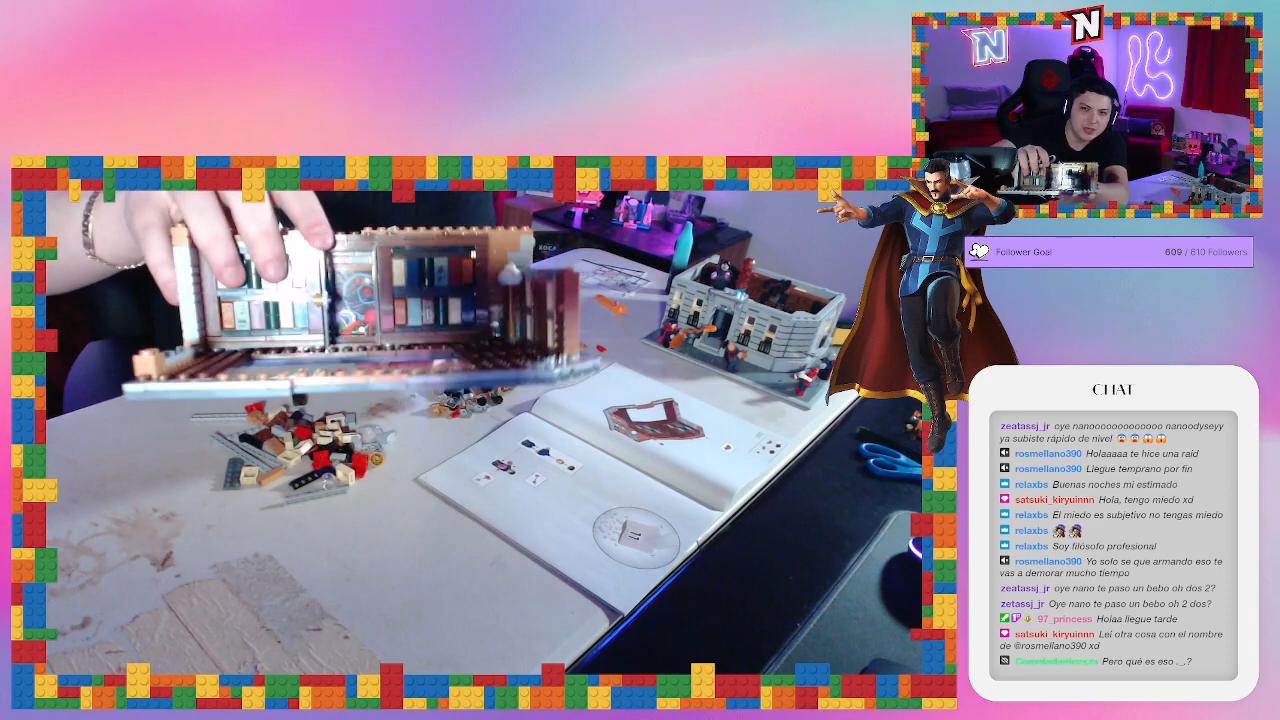 N
N
Follower Goal
609 / 610 Followers
CHAT
zeatassj_jr oye nanoooooooooooo nanoodyseyy
ya subiste rápido de nivel
rosmellano390 Holaaaaa te hice una raid
rosmellano390 Llegue temprano por fin
relaxbs Buenas noches mi estimado
satsuki_kiryuinnn Hola, tengo miedo xd
relaxbs El miedo es subjetivo no tengas miedo
relaxbs
relaxbs Soy filósofo profesional
rosmellano390 Yo solo se que armando eso te
vas a demorar mucho tiempo
zeatassj_jr oye nano te paso un bebo oh dos 2?
zetassj_jr Oye nano te paso un bebo oh 2 dos?
97_princess Holaa llegue tarde
satsuki_kiryuinnn Leí otra cosa con el nombre
de @rosmellano390 xd
Pero qué es eso ._.?
11